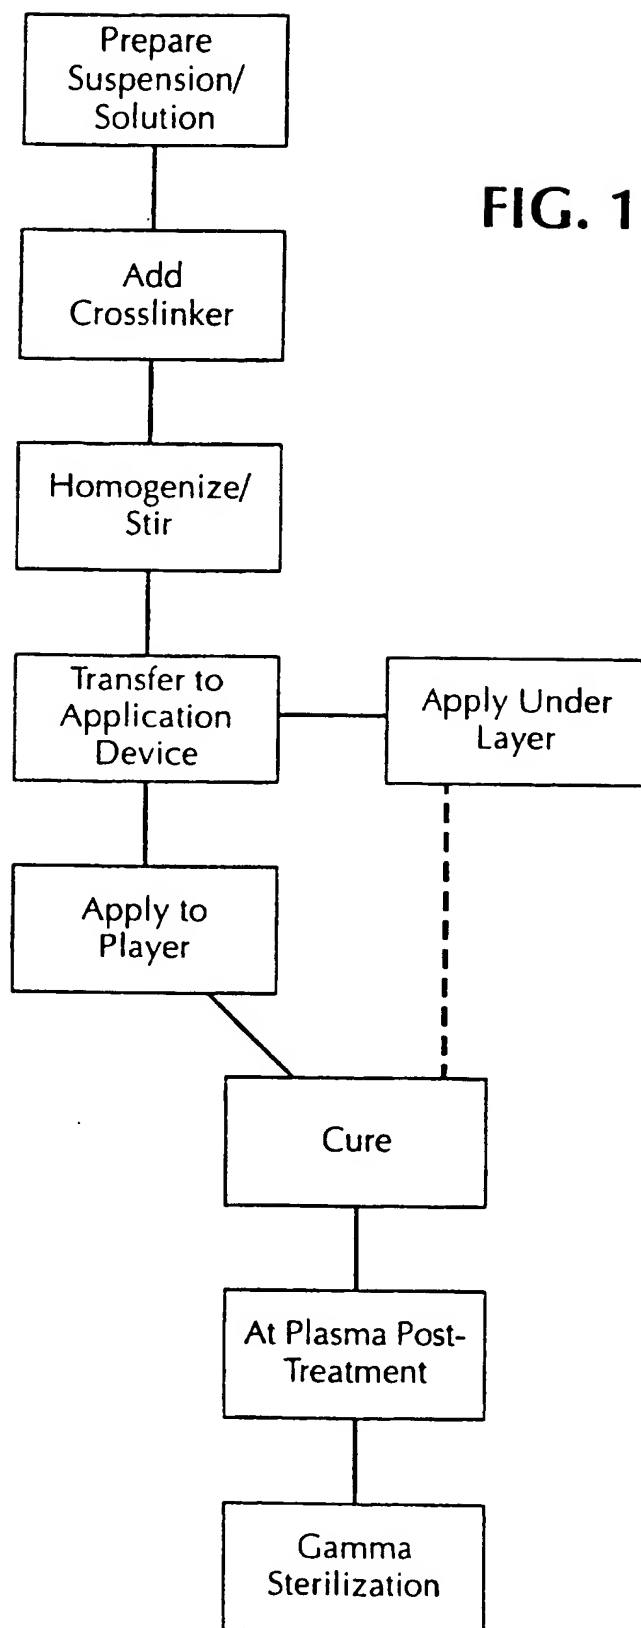 Prepare
Suspension/
Solution
FIG. 1
Add
Crosslinker
Homogenize/
Stir
Transfer to
Application
Device
Apply Under
Layer
Apply to
Player
Cure
At Plasma Post-
Treatment
Gamma
Sterilization